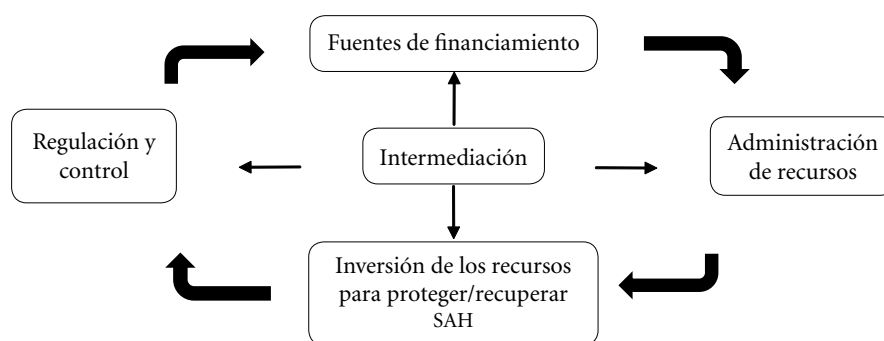 Fuentes de financiamiento
Regulación y
control
Intermediación
Administración
de recursos
Inversión de los recursos
para proteger/recuperar
SAH